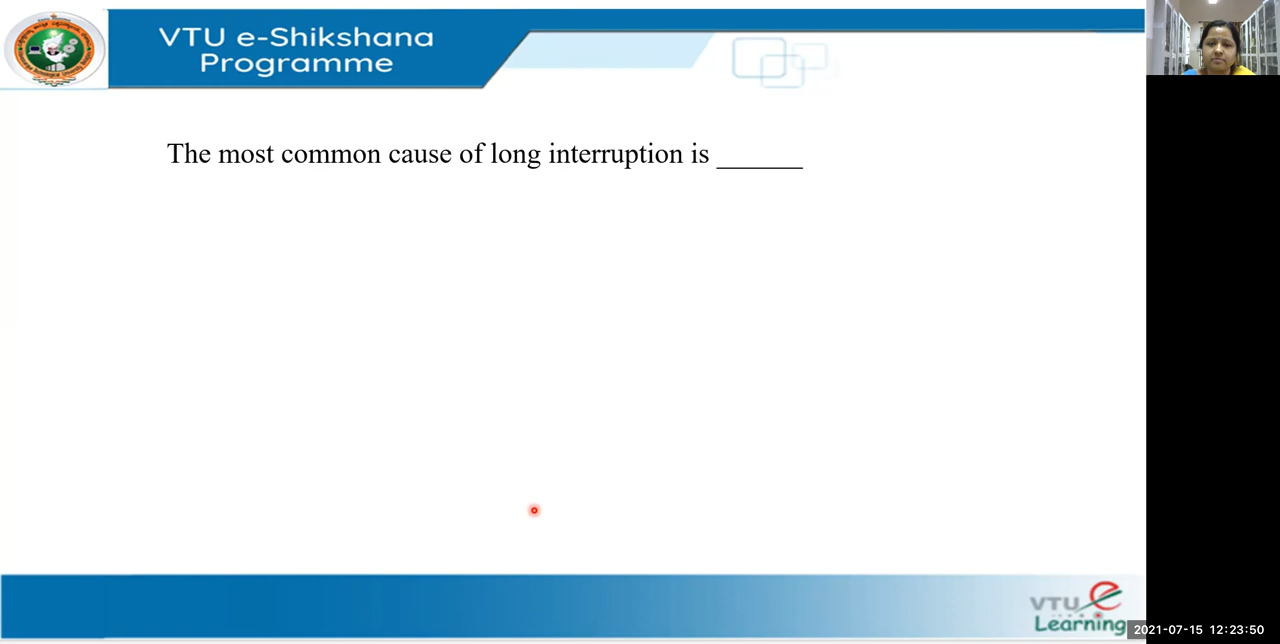 VTU e-Shikshana
Programme
The most common cause of long interruption is ______
VTU
Learning
2021-07-15 12:23:50